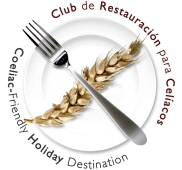 Club de Restauración para Celíacos
Coeliac-Friendly Holiday Destination